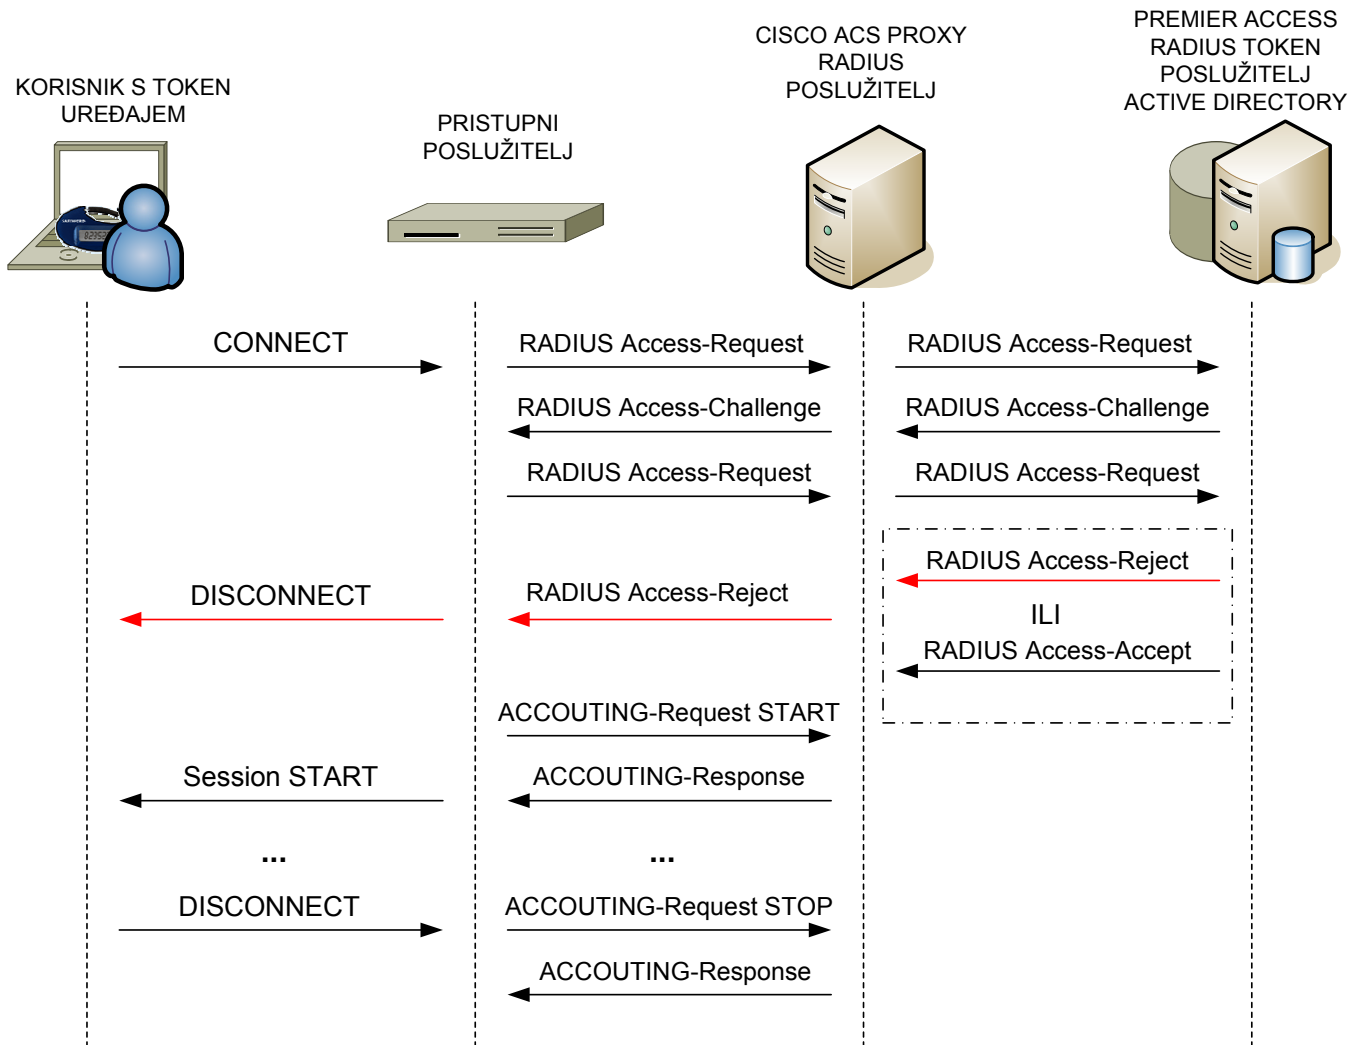 KORISNIK S TOKEN
UREĐAJEM
PRISTUPNI
POSLUŽITELJ
CISCO ACS PROXY
RADIUS
POSLUŽITELJ
PREMIER ACCESS
RADIUS TOKEN
POSLUŽITELJ
ACTIVE DIRECTORY
CONNECT
RADIUS Access-Request
RADIUS Access-Request
RADIUS Access-Challenge
RADIUS Access-Challenge
RADIUS Access-Request
RADIUS Access-Request
RADIUS Access-Reject
DISCONNECT
RADIUS Access-Reject
ILI
RADIUS Access-Accept
ACCOUTING-Request START
Session START
ACCOUTING-Response
...
...
DISCONNECT
ACCOUTING-Request STOP
ACCOUTING-Response